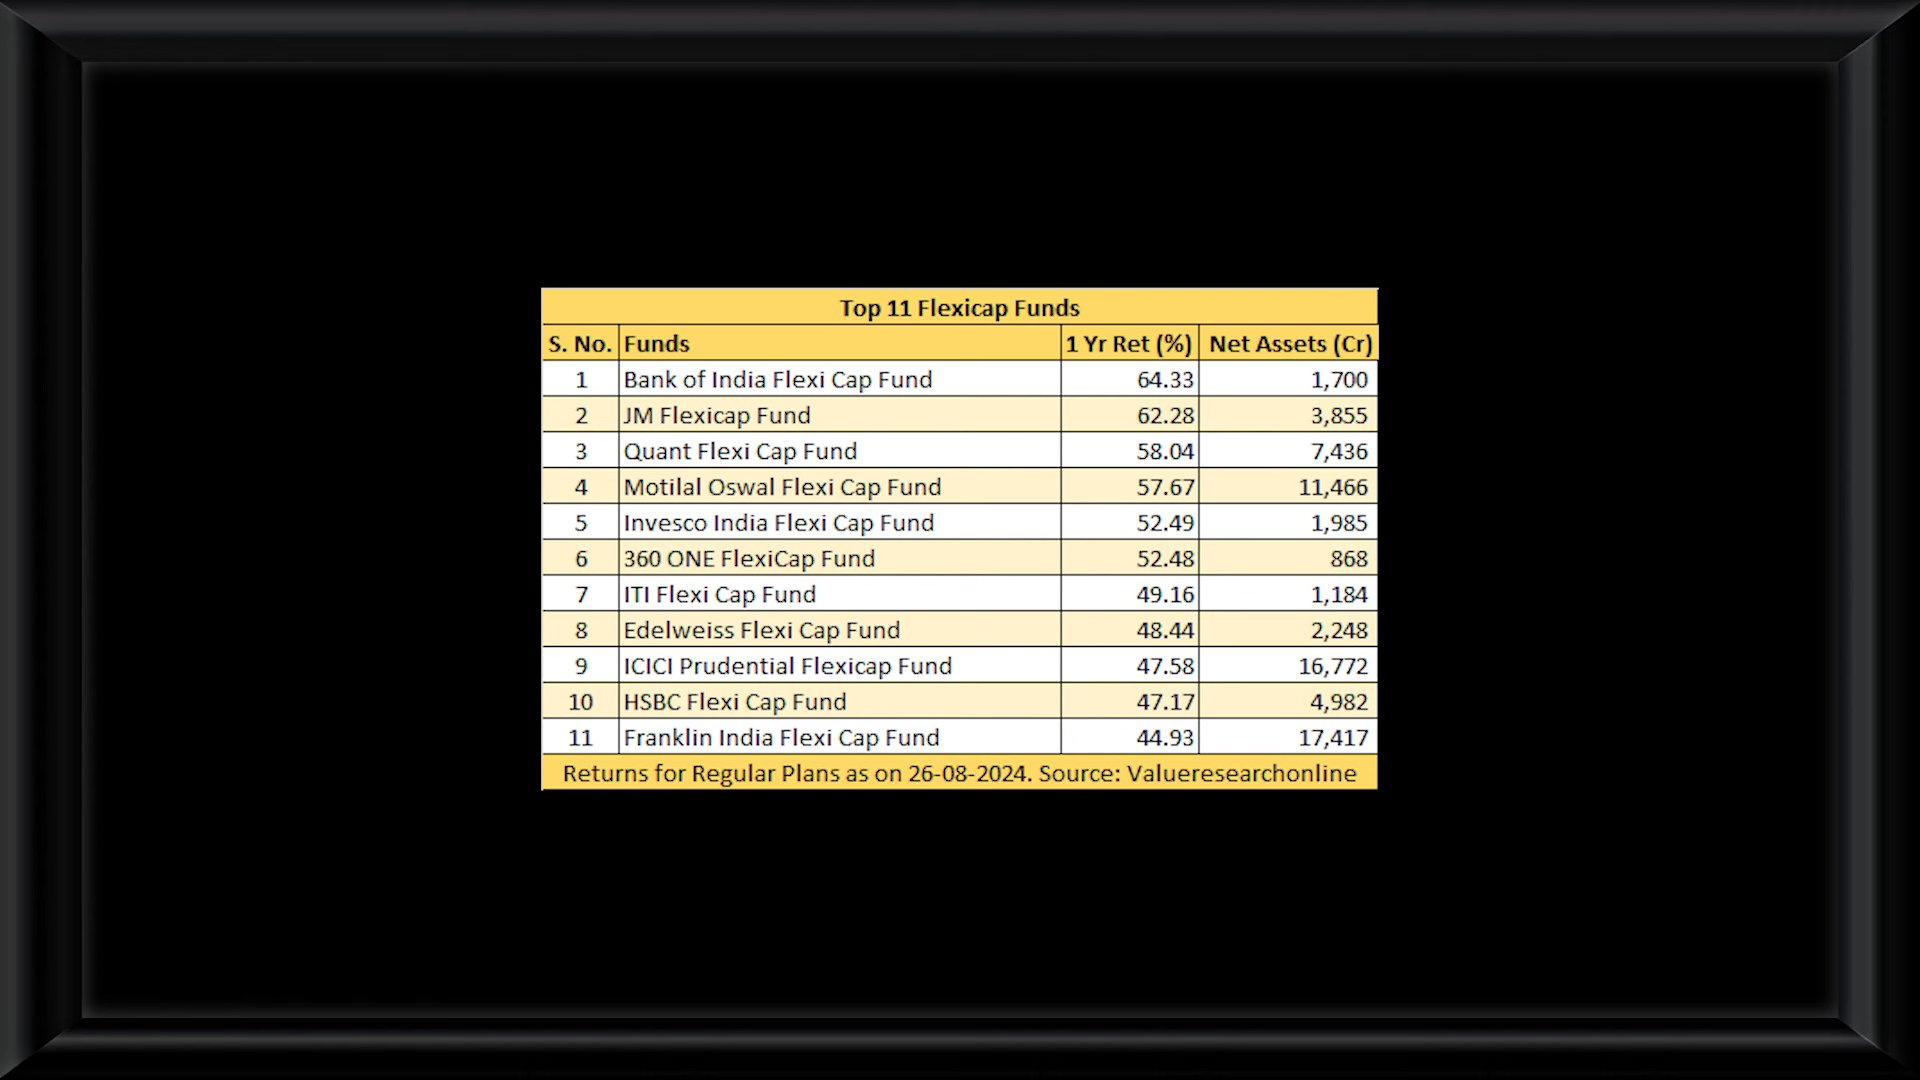 Top 11 Flexicap Funds
S. No. Funds 1 Yr Ret (%) Net Assets (Cr)
1 Bank of India Flexi Cap Fund 64.33 1,700
2 JM Flexicap Fund 62.28 3,855
3 Quant Flexi Cap Fund 58.04 7,436
4 Motilal Oswal Flexi Cap Fund 57.67 11,466
5 Invesco India Flexi Cap Fund 52.49 1,985
6 360 ONE FlexiCap Fund 52.48 868
7 ITI Flexi Cap Fund 49.16 1,184
8 Edelweiss Flexi Cap Fund 48.44 2,248
9 ICICI Prudential Flexicap Fund 47.58 16,772
10 HSBC Flexi Cap Fund 47.17 4,982
11 Franklin India Flexi Cap Fund 44.93 17,417
Returns for Regular Plans as on 26-08-2024. Source: Valueresearchonline